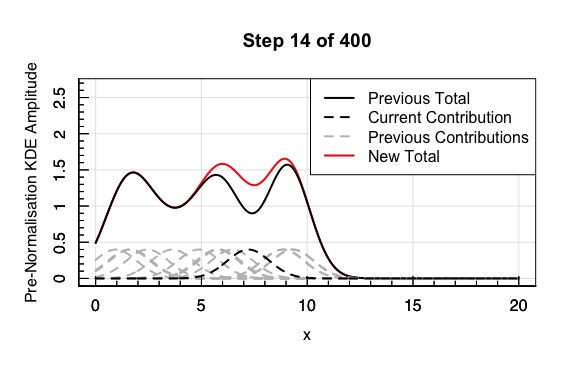 Step 14 of 400
Pre-Normalisation KDE Amplitude
2.5
2
1.5
1
0.5
0
Previous Total
Current Contribution
Previous Contributions
New Total
0 5 10 15 20
x